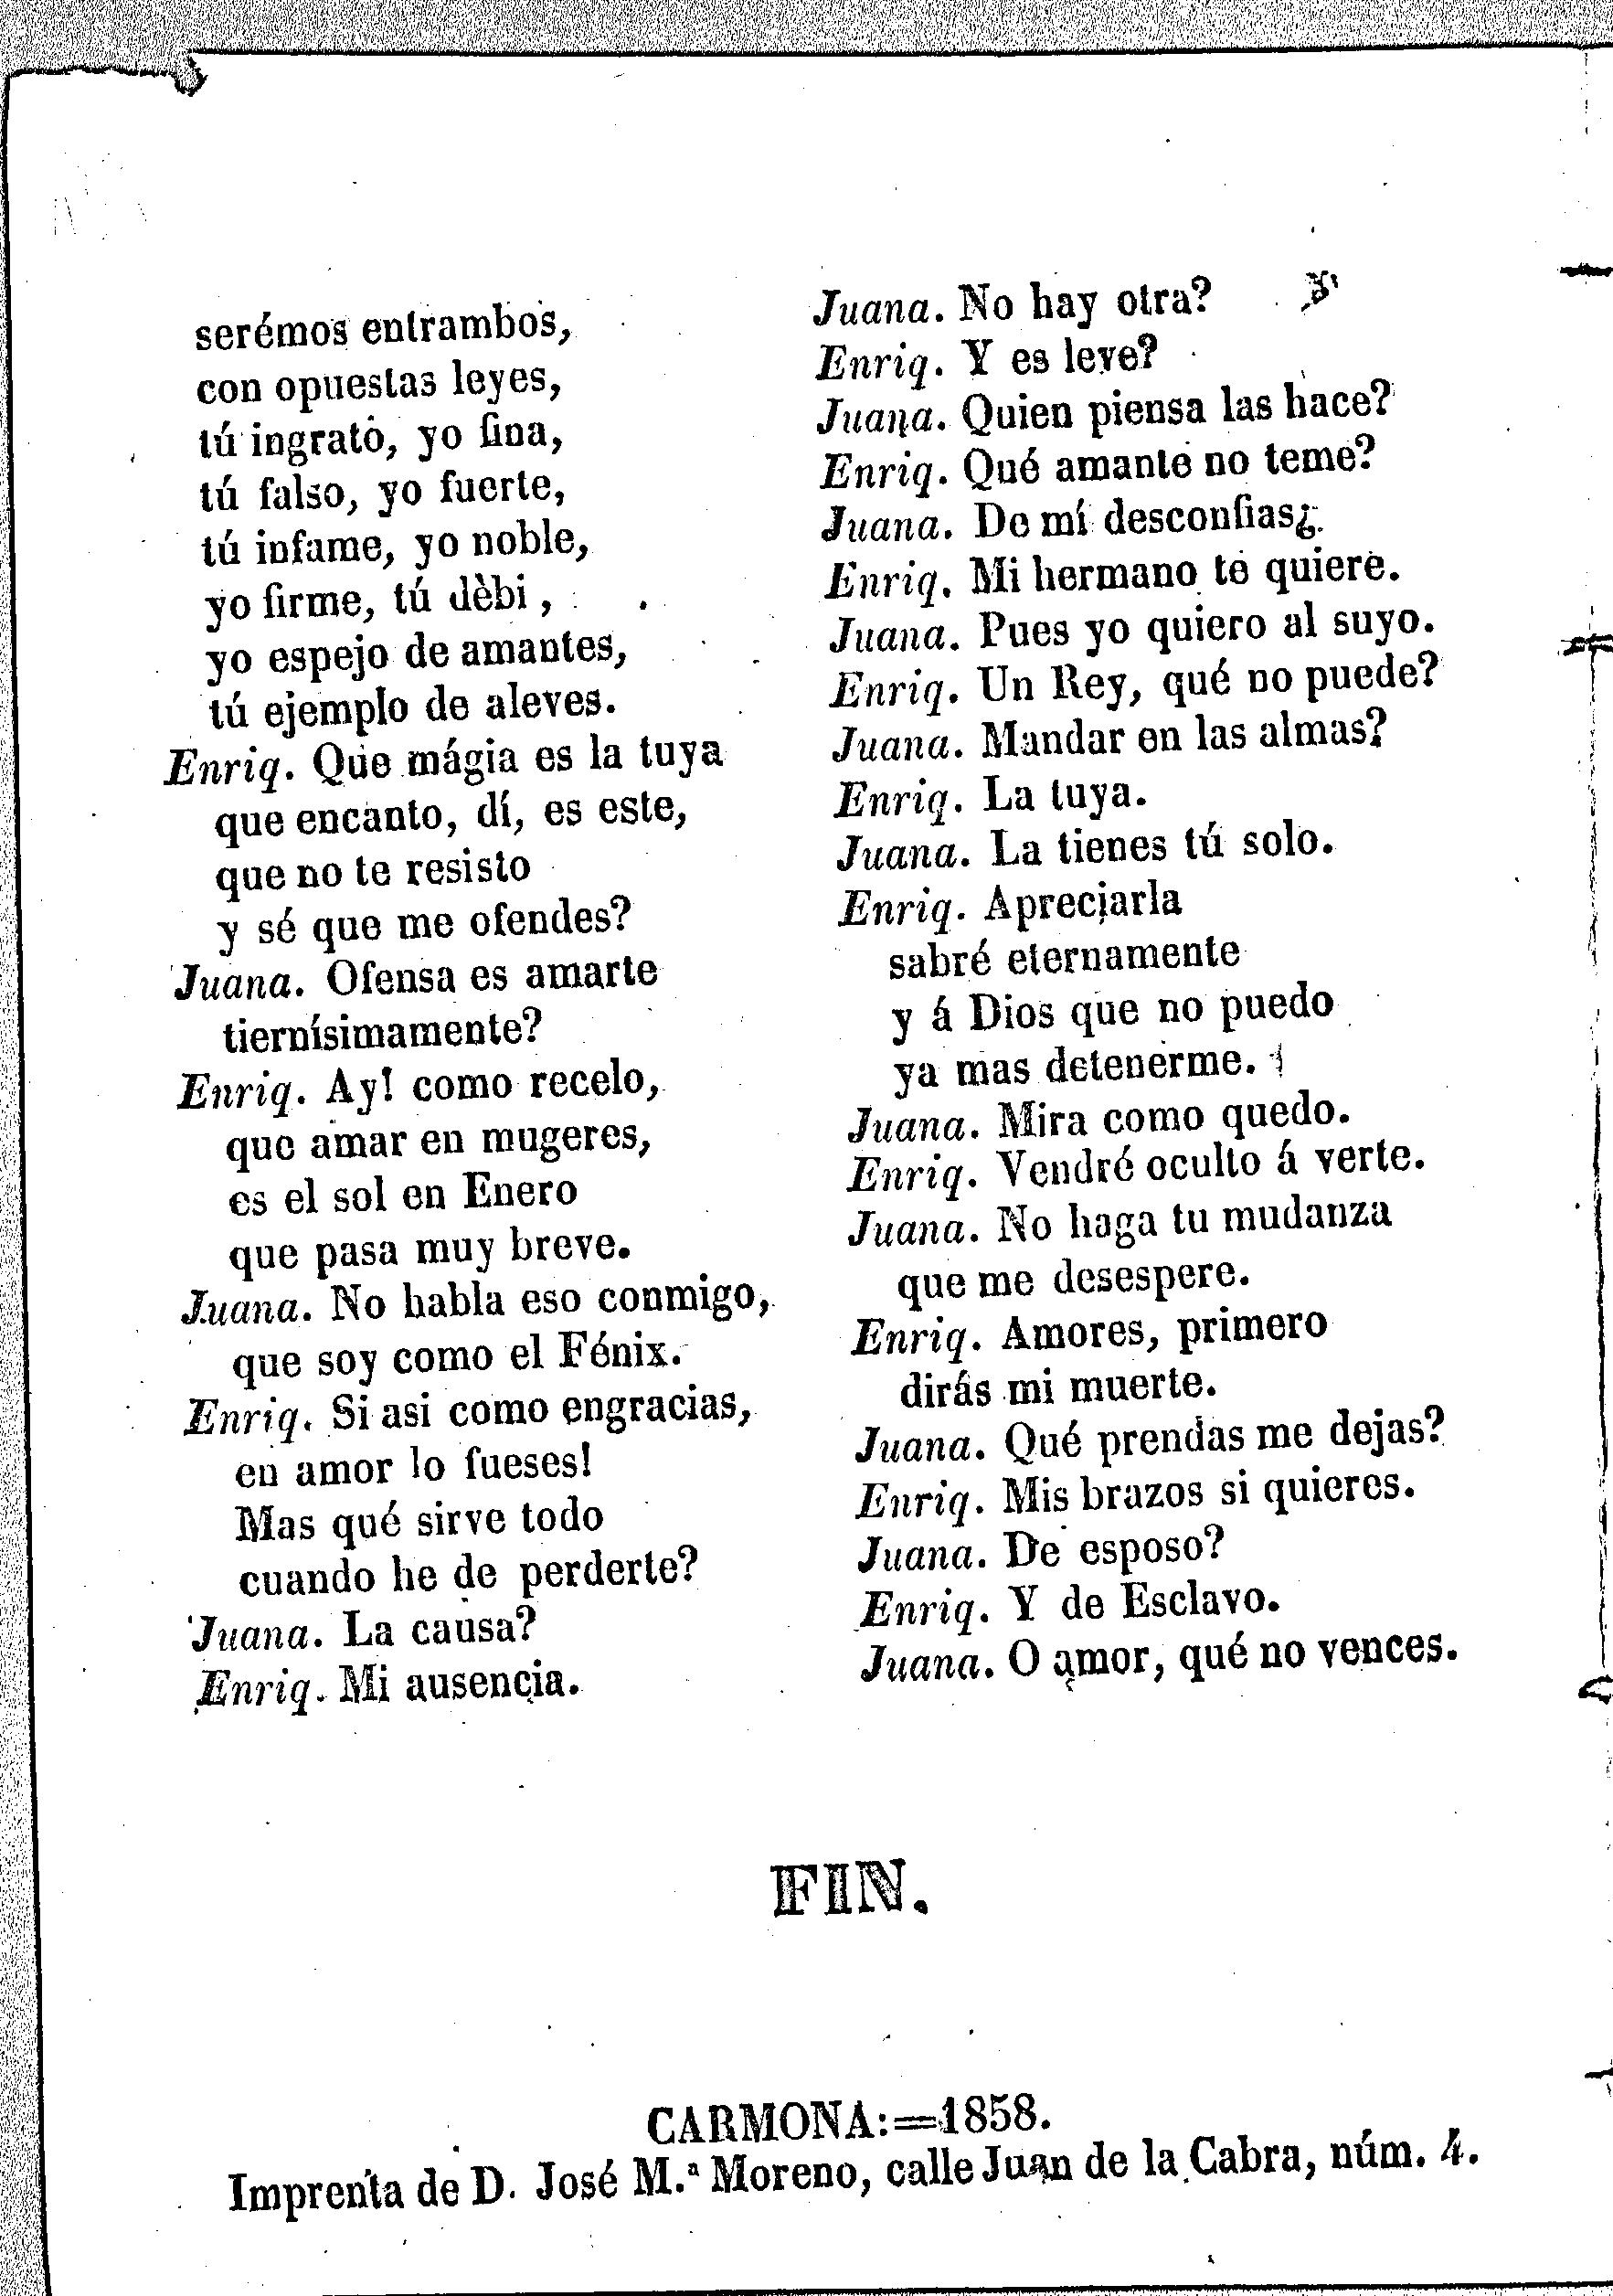 serémos entrambos,
con opuestas leyes,
tú ingrato, yo fina,
tú falso, yo fuerte,
tú infame, yo noble,
yo firme, tú dèbi ,
yo espejo de amantes,
tú ejemplo de aleves.
Enriq. Que mágia es la tuya
que encanto, dí, es este,
que no te resisto
y sé que me ofendes?
Juana. Ofensa es amarte
tiernísimamente?
Enriq. Ay! como recelo,
que amar en mugeres,
es el sol en Enero
que pasa muy breve.
Juana. No habla eso conmigo,
que soy como el Fénix.
Enriq. Si asi como engracias,
en amor lo fueses!
Mas qué sirve todo
cuando he de perderte?
Juana. La causa?
Enriq. Mi ausencia.
Juana. No hay otra?
Enriq. Y es leve?
Juana. Quien piensa las hace?
Enriq. Qué amante no teme?
Juana. De mí desconfias¿
Enriq. Mi hermano te quiere.
Juana. Pues yo quiero al suyo.
Enriq. Un Rey, qué no puede?
Juana. Mandar en las almas?
Enriq. La tuya.
Juana. La tienes tú solo.
Enriq. Apreciarla
sabré eternamente
y á Dios que no puedo
ya mas detenerme.
Juana. Mira como quedo.
Enriq. Vendré oculto á verte.
Juana. No haga tu mudanza
que me desespere.
Enriq. Amores, primero
dirás mi muerte.
Juana. Qué prendas me dejas?
Enriq. Mis brazos si quieres.
Juana. De esposo?
Enriq. Y de Esclavo.
Juana. O amor, qué no vences.
FIN.
CARMONA:=1858.
Imprenta de D. José M.ª Moreno, calle Juan de la Cabra, núm. 4.